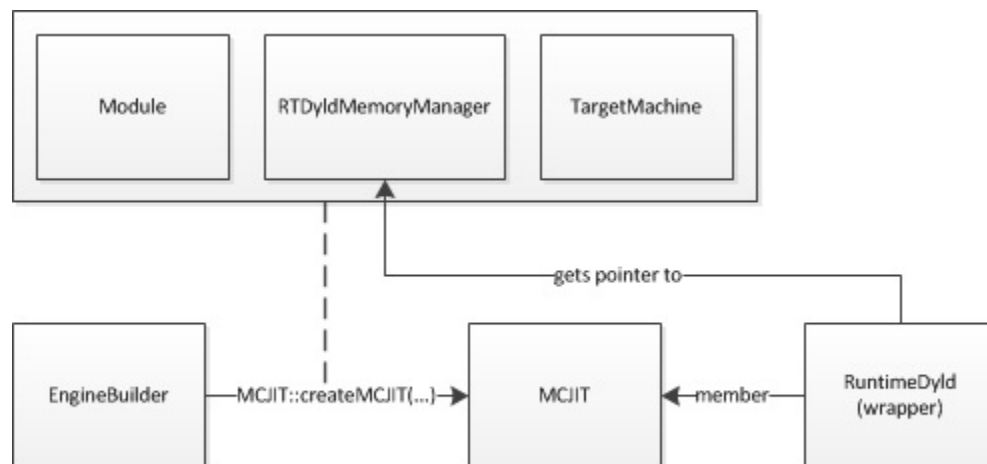 Module
RTDyldMemoryManager
TargetMachine
gets pointer to
EngineBuilder
MCJIT::createMCJIT(...)
MCJIT
member
RuntimeDyld
(wrapper)